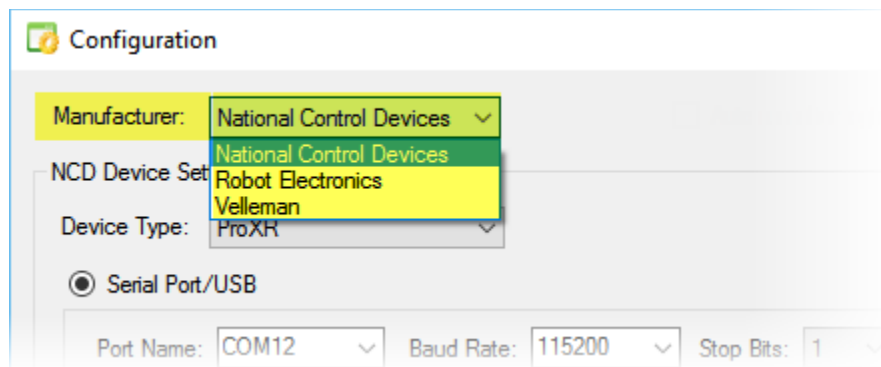 Configuration
Manufacturer: National Control Devices
National Control Devices
NCD Device Set
Robot Electronics
Velleman
Device Type: ProXR
Serial Port/USB
Port Name: COM12 Baud Rate: 115200 Stop Bits: 1